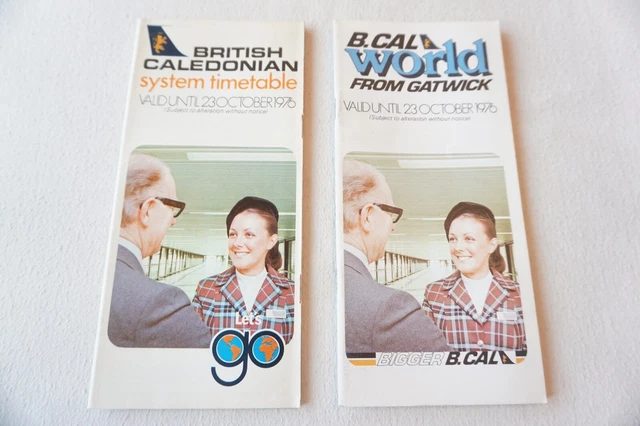 BRITISH
CALEDONIAN
system timetable
VALID UNTIL 23 OCTOBER 1976
(Subject to alteration without notice)
Let's
go
B.CAL
world
FROM GATWICK
VALID UNTIL 23 OCTOBER 1976
(Subject to alteration without notice)
BIGGER B.CAL